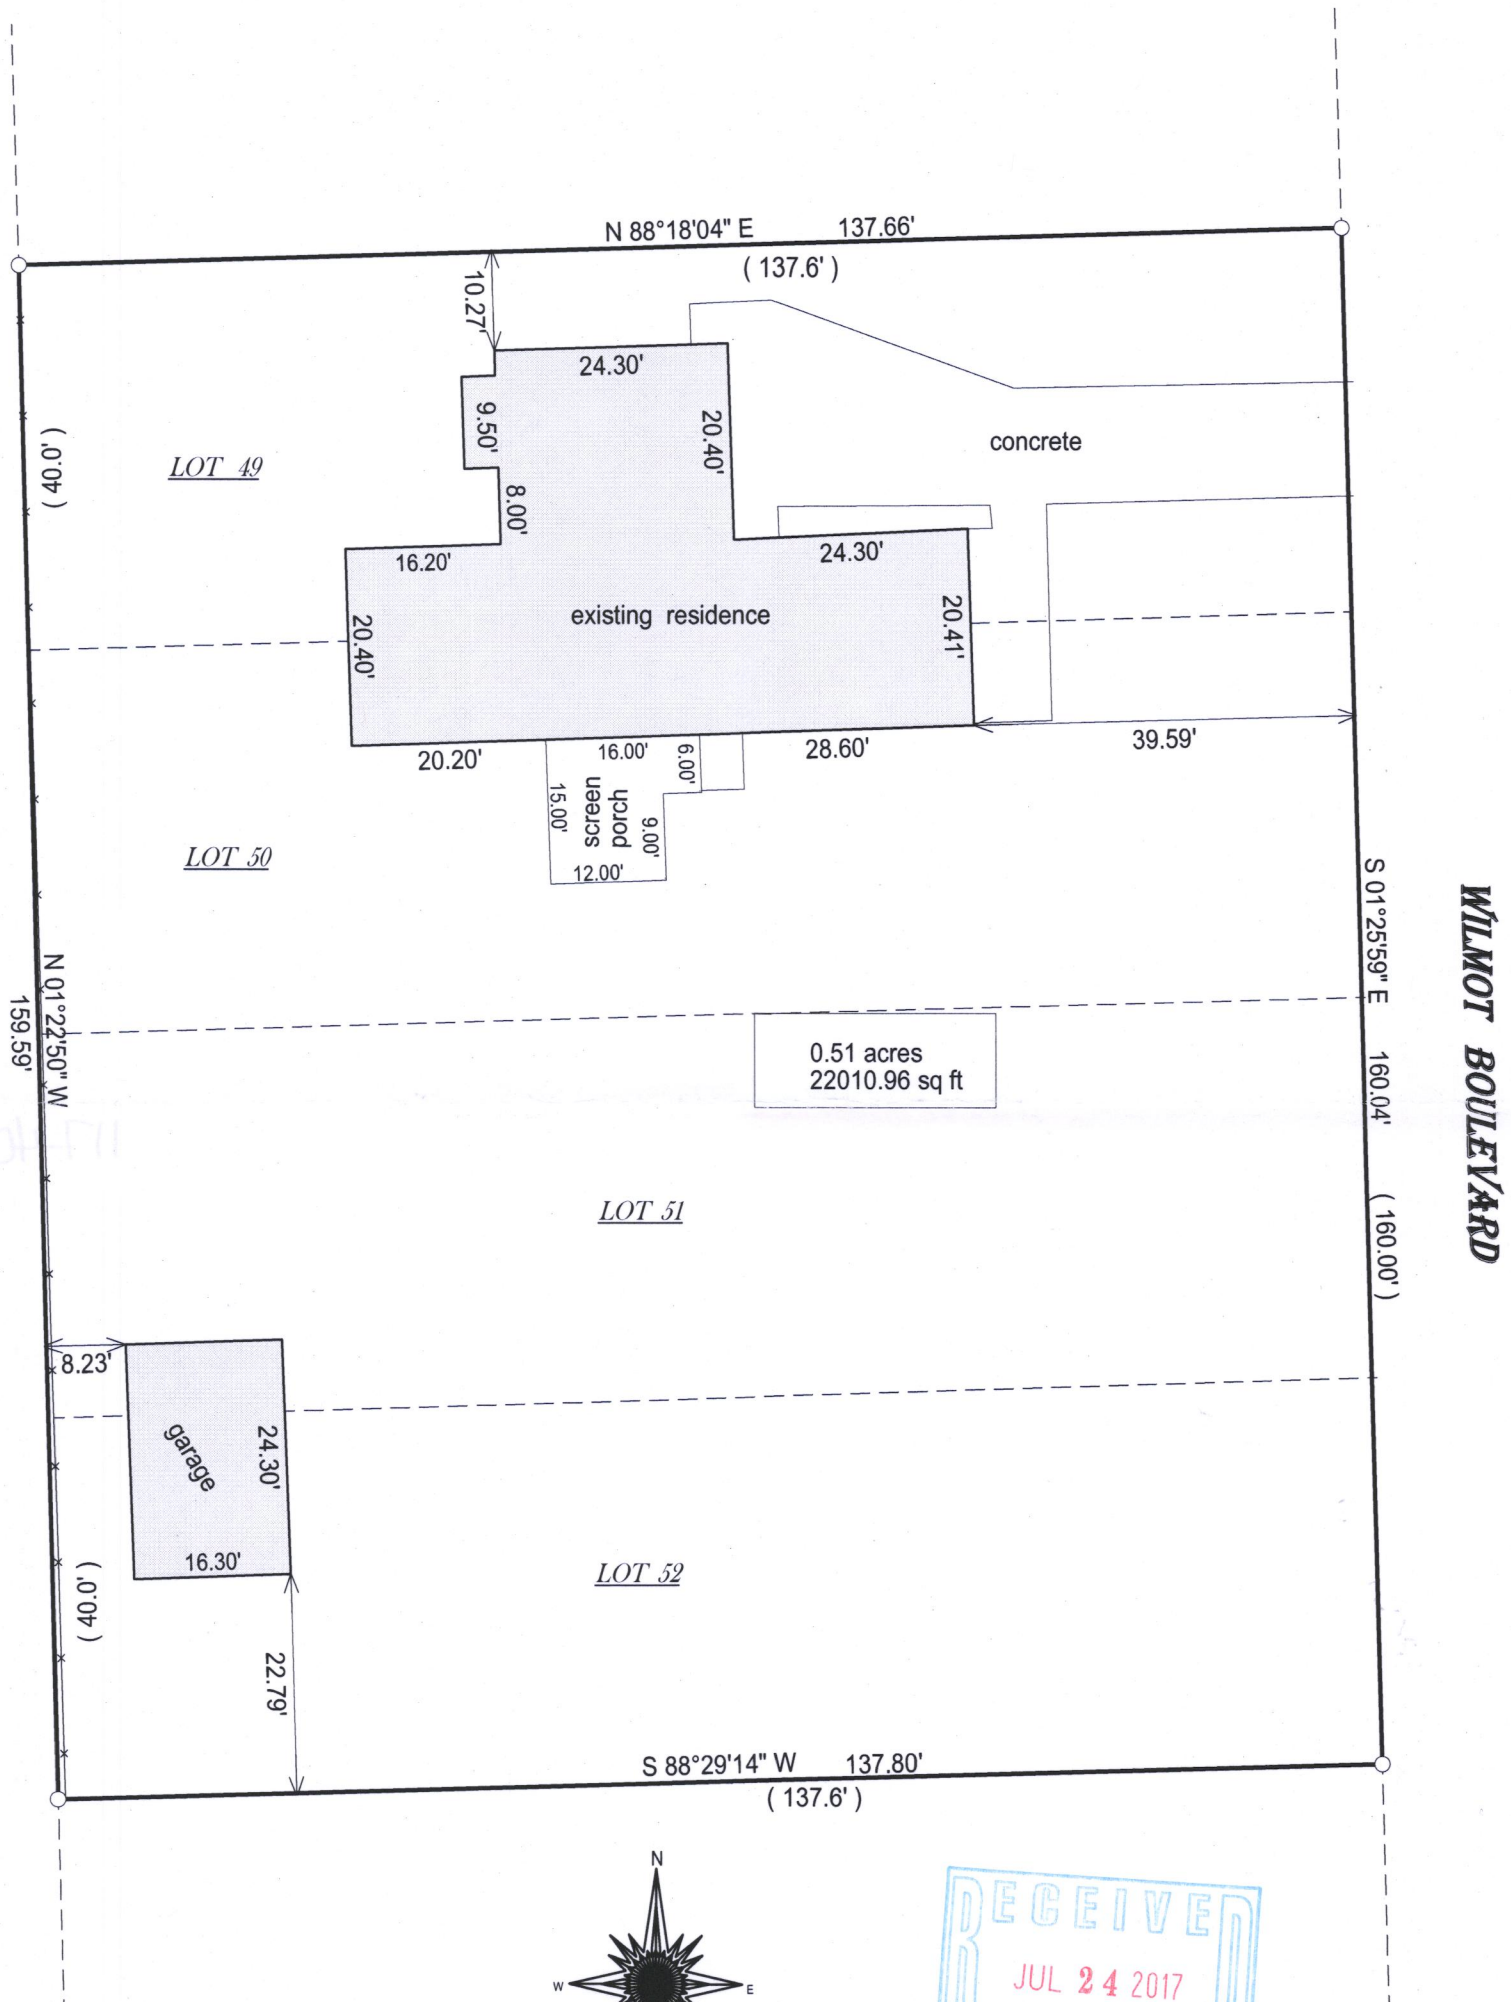 N 88°18'04" E 137.66'
( 137.6' )
10.27'
24.30'
9.50'
20.40'
concrete
( 40.0' )
LOT 49
8.00'
16.20'
24.30'
existing residence
20.40'
20.41'
20.20'
16.00'
6.00'
28.60'
39.59'
screen
porch
15.00'
9.00'
12.00'
LOT 50
S 01°25'59" E 160.04' ( 160.00' )
WILMOT BOULEVARD
N 01°22'50" W
159.59'
0.51 acres
22010.96 sq ft
LOT 51
8.23'
garage
24.30'
16.30'
( 40.0' )
LOT 52
22.79'
S 88°29'14" W 137.80'
( 137.6' )
N
W
E
RECEIVED
JUL 24 2017